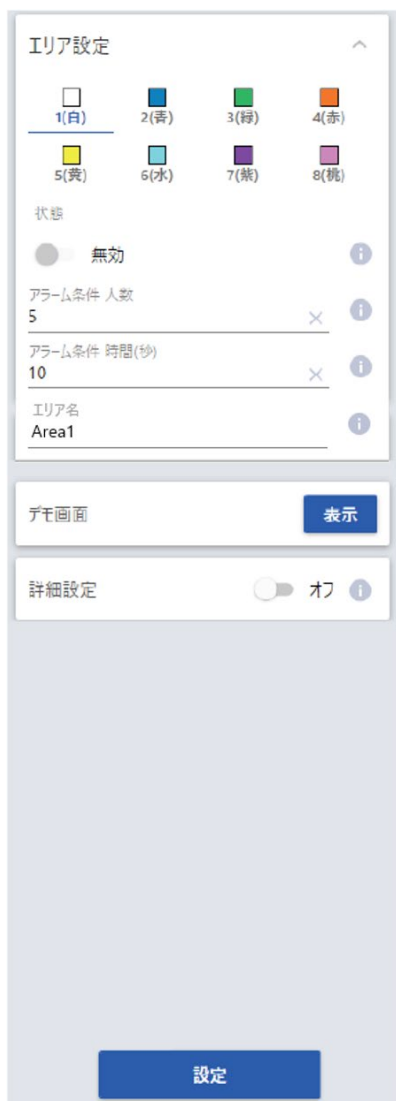 エリア設定
1(白) 2(青) 3(緑) 4(赤)
5(黄) 6(水) 7(紫) 8(桃)
状態
無効
アラーム条件 人数
5
アラーム条件 時間(秒)
10
エリア名
Area1
デモ画面 表示
詳細設定 オフ
設定